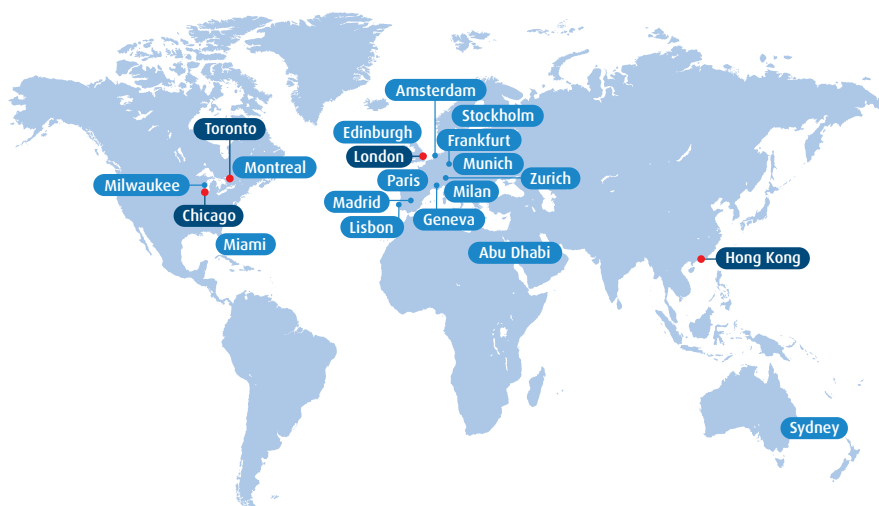 Amsterdam
Stockholm
Toronto
Edinburgh
Frankfurt
London
Montreal
Munich
Milwaukee
Paris
Zurich
Milan
Chicago
Madrid
Geneva
Lisbon
Miami
Abu Dhabi
Hong Kong
Sydney